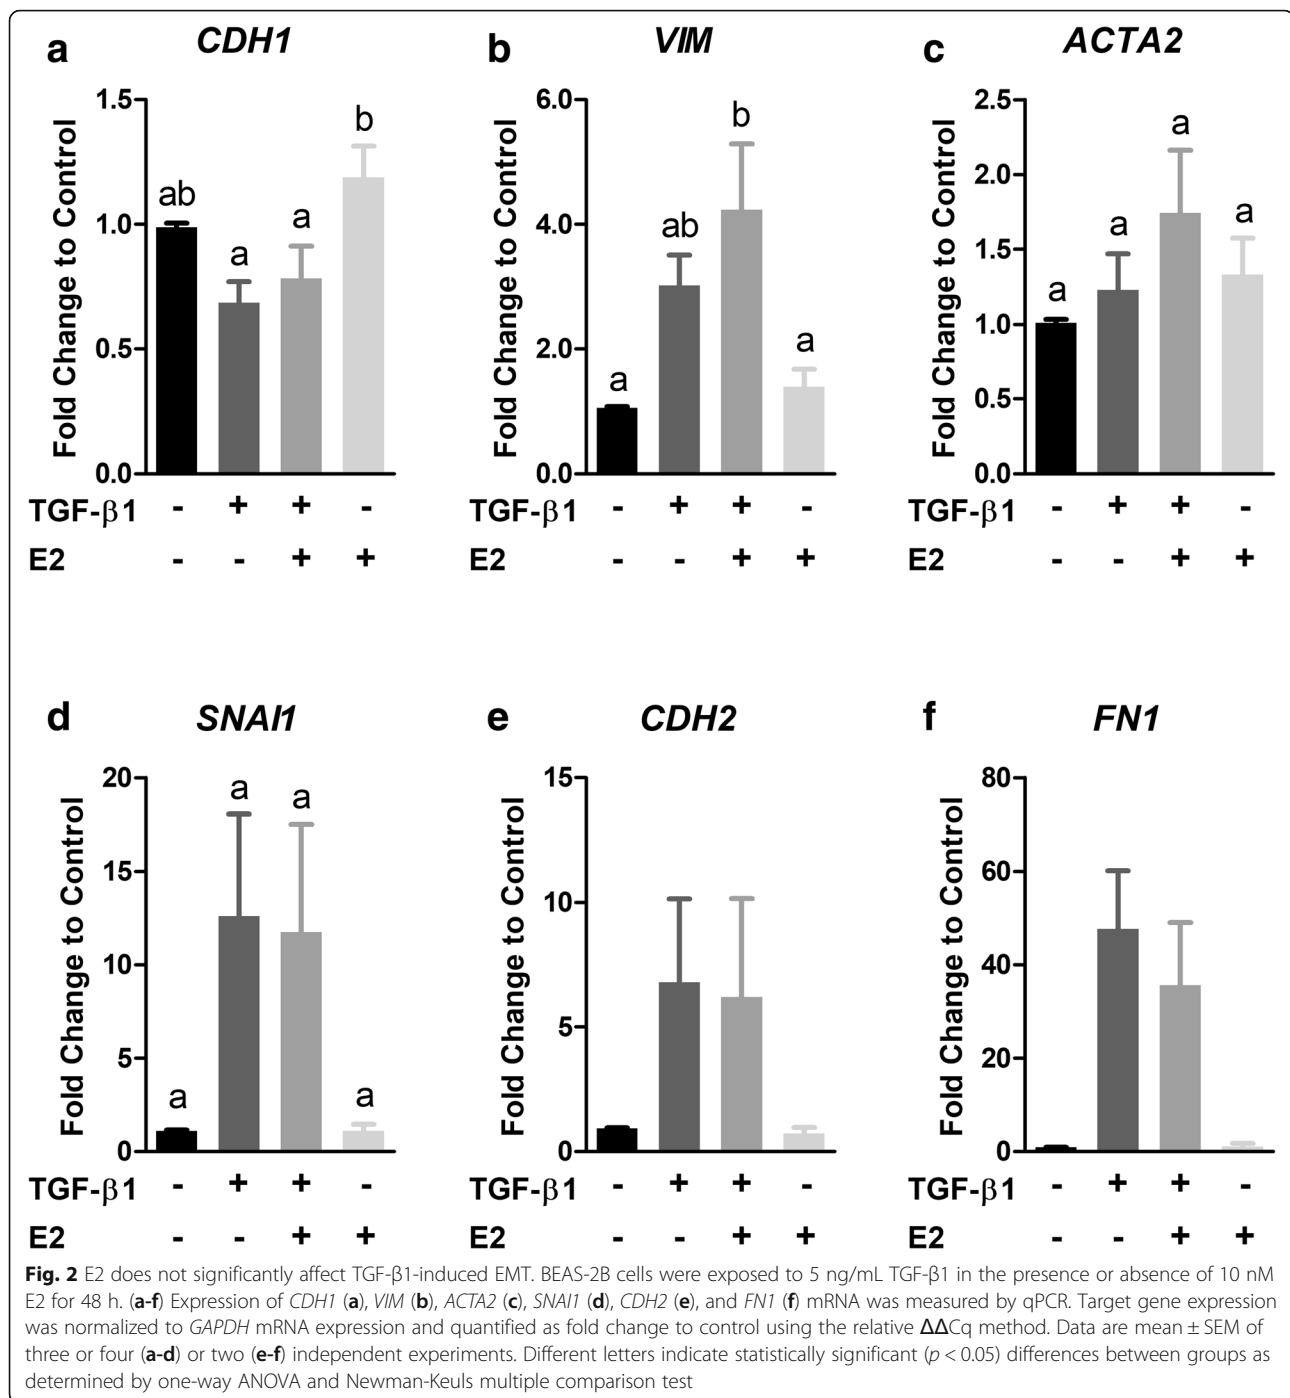 a CDH1
b VIM
c ACTA2
Fold Change to Control
1.5
1.0
0.5
0.0
ab a a b
Fold Change to Control
6.0
4.0
2.0
0.0
a ab b a
Fold Change to Control
2.5
2.0
1.5
1.0
0.5
0.0
a a a a
TGF-β1 - + + -
E2 - - + +
TGF-β1 - + + -
E2 - - + +
TGF-β1 - + + -
E2 - - + +
d SNAI1
e CDH2
f FN1
Fold Change to Control
20
15
10
5
0
a a a a
Fold Change to Control
15
10
5
0
Fold Change to Control
80
60
40
20
0
TGF-β1 - + + -
E2 - - + +
TGF-β1 - + + -
E2 - - + +
TGF-β1 - + + -
E2 - - + +
Fig. 2 E2 does not significantly affect TGF-β1-induced EMT. BEAS-2B cells were exposed to 5 ng/mL TGF-β1 in the presence or absence of 10 nM
E2 for 48 h. (a-f) Expression of CDH1 (a), VIM (b), ACTA2 (c), SNAI1 (d), CDH2 (e), and FN1 (f) mRNA was measured by qPCR. Target gene expression
was normalized to GAPDH mRNA expression and quantified as fold change to control using the relative ΔΔCq method. Data are mean ± SEM of
three or four (a-d) or two (e-f) independent experiments. Different letters indicate statistically significant (p < 0.05) differences between groups as
determined by one-way ANOVA and Newman-Keuls multiple comparison test